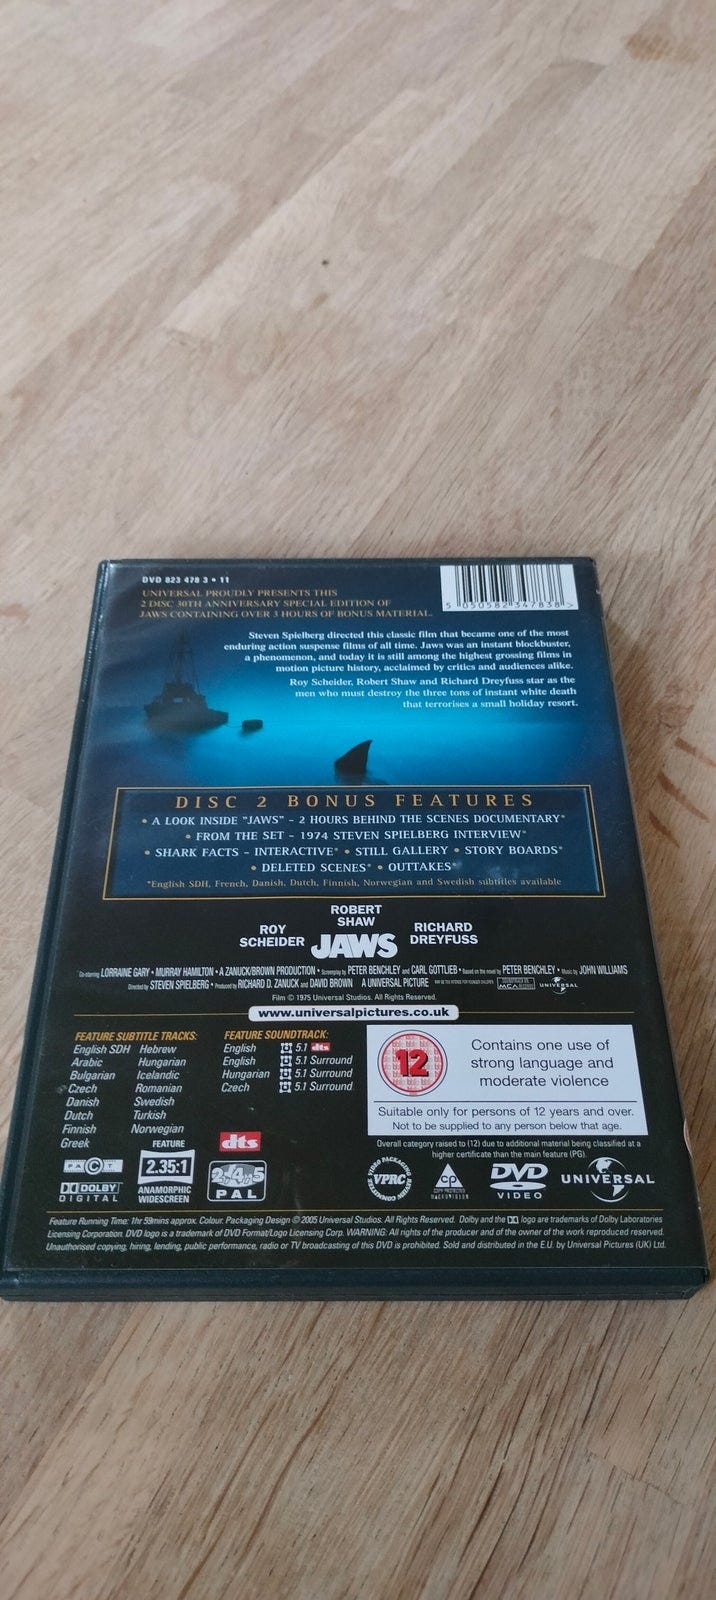 DVD 823 478 3 • 11
UNIVERSAL PROUDLY PRESENTS THIS
2 DISC 30TH ANNIVERSARY SPECIAL EDITION OF
JAWS CONTAINING OVER 3 HOURS OF BONUS MATERIAL.
5 050582 347838 >
Steven Spielberg directed this classic film that became one of the most
enduring action suspense films of all time. Jaws was an instant blockbuster,
a phenomenon, and today it is still among the highest grossing films in
motion picture history, acclaimed by critics and audiences alike.
Roy Scheider, Robert Shaw and Richard Dreyfuss star as the
men who must destroy the three tons of instant white death
that terrorises a small holiday resort.
DISC 2 BONUS FEATURES
• A LOOK INSIDE "JAWS" - 2 HOURS BEHIND THE SCENES DOCUMENTARY*
• FROM THE SET - 1974 STEVEN SPIELBERG INTERVIEW*
• SHARK FACTS - INTERACTIVE* • STILL GALLERY • STORY BOARDS*
• DELETED SCENES* • OUTTAKES*
*English SDH, French, Danish, Dutch, Finnish, Norwegian and Swedish subtitles available
ROY SCHEIDER
ROBERT SHAW
RICHARD DREYFUSS
JAWS
Co-starring LORRAINE GARY • MURRAY HAMILTON • A ZANUCK/BROWN PRODUCTION • Screenplay by PETER BENCHLEY and CARL GOTTLIEB • Based on the novel by PETER BENCHLEY • Music by JOHN WILLIAMS
Directed by STEVEN SPIELBERG • Produced by RICHARD D. ZANUCK and DAVID BROWN A UNIVERSAL PICTURE
MCA
UNIVERSAL
Film © 1975 Universal Studios. All Rights Reserved.
www.universalpictures.co.uk
FEATURE SUBTITLE TRACKS:
English SDH Hebrew
Arabic Hungarian
Bulgarian Icelandic
Czech Romanian
Danish Swedish
Dutch Turkish
Finnish Norwegian
Greek
FEATURE SOUNDTRACK:
English 5.1 dts
English 5.1 Surround
Hungarian 5.1 Surround
Czech 5.1 Surround
12
Contains one use of
strong language and
moderate violence
Suitable only for persons of 12 years and over.
Not to be supplied to any person below that age.
Overall category raised to (12) due to additional material being classified at a
higher certificate than the main feature (PG).
FEATURE
2.35:1
ANAMORPHIC
WIDESCREEN
DOLBY
DIGITAL
dts
2 4 5
PAL
VIDEO PACKAGING REVIEW COMMITTEE
VPRC
CP
COPY PROTECTED
MACROVISION
DVD
VIDEO
UNIVERSAL
Feature Running Time: 1hr 59mins approx. Colour. Packaging Design © 2005 Universal Studios. All Rights Reserved. Dolby and the logo are trademarks of Dolby Laboratories
Licensing Corporation. DVD logo is a trademark of DVD Format/Logo Licensing Corp. WARNING: All rights of the producer and of the owner of the work reproduced reserved.
Unauthorised copying, hiring, lending, public performance, radio or TV broadcasting of this DVD is prohibited. Sold and distributed in the E.U. by Universal Pictures (UK) Ltd.